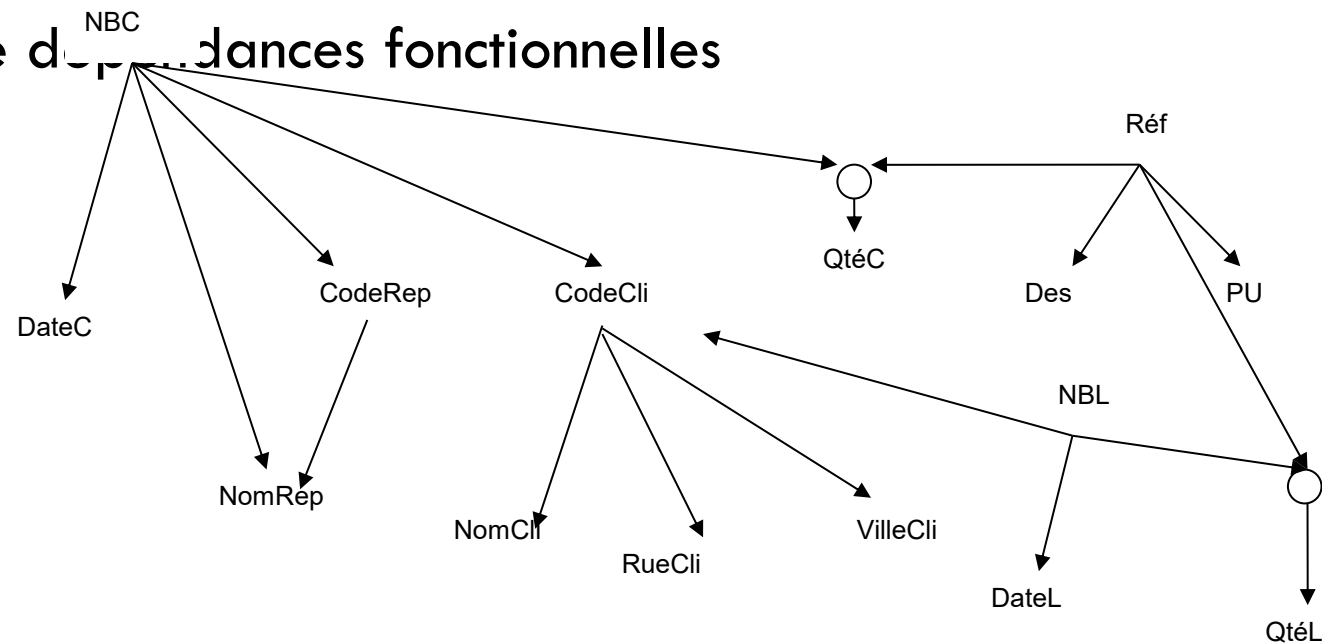 NBC
dances fonctionnelles
Réf
QtéC
CodeRep CodeCli Des PU
DateC
NBL
NomRep
NomCli VilleCli
RueCli
DateL
QtéL